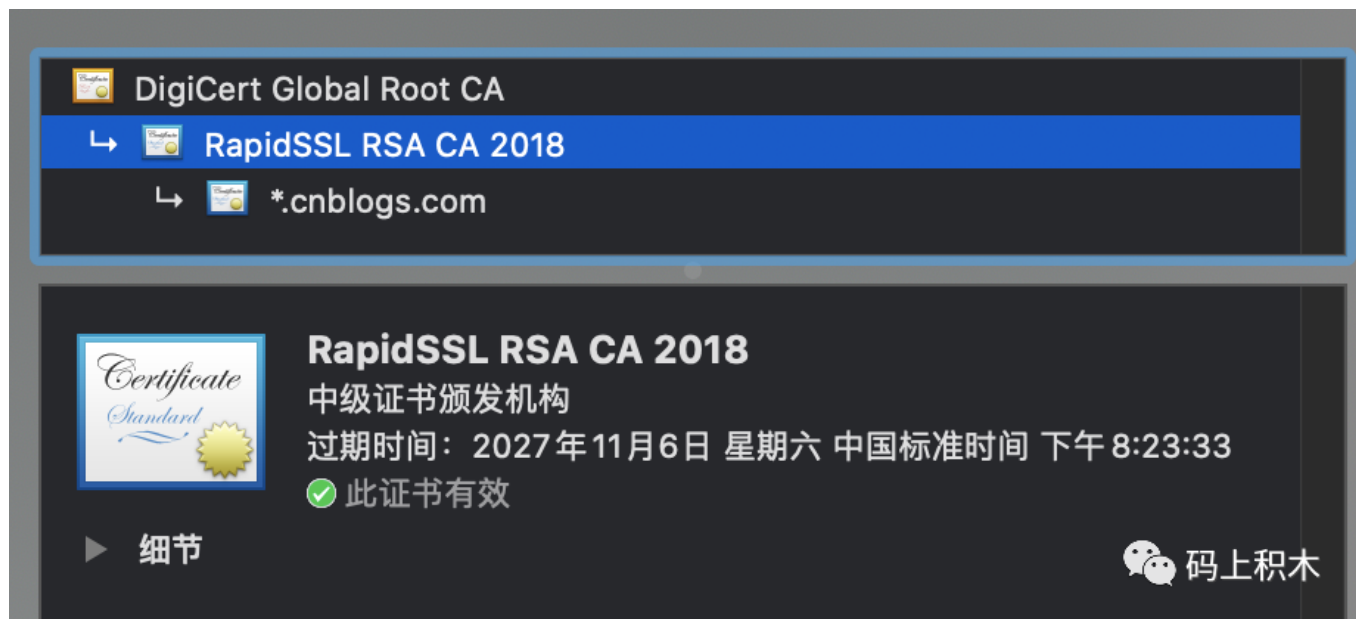 DigiCert Global Root CA
RapidSSL RSA CA 2018
*.cnblogs.com
Certificate
Standard
RapidSSL RSA CA 2018
中级证书颁发机构
过期时间：2027年11月6日 星期六 中国标准时间 下午8:23:33
此证书有效
细节
码上积木